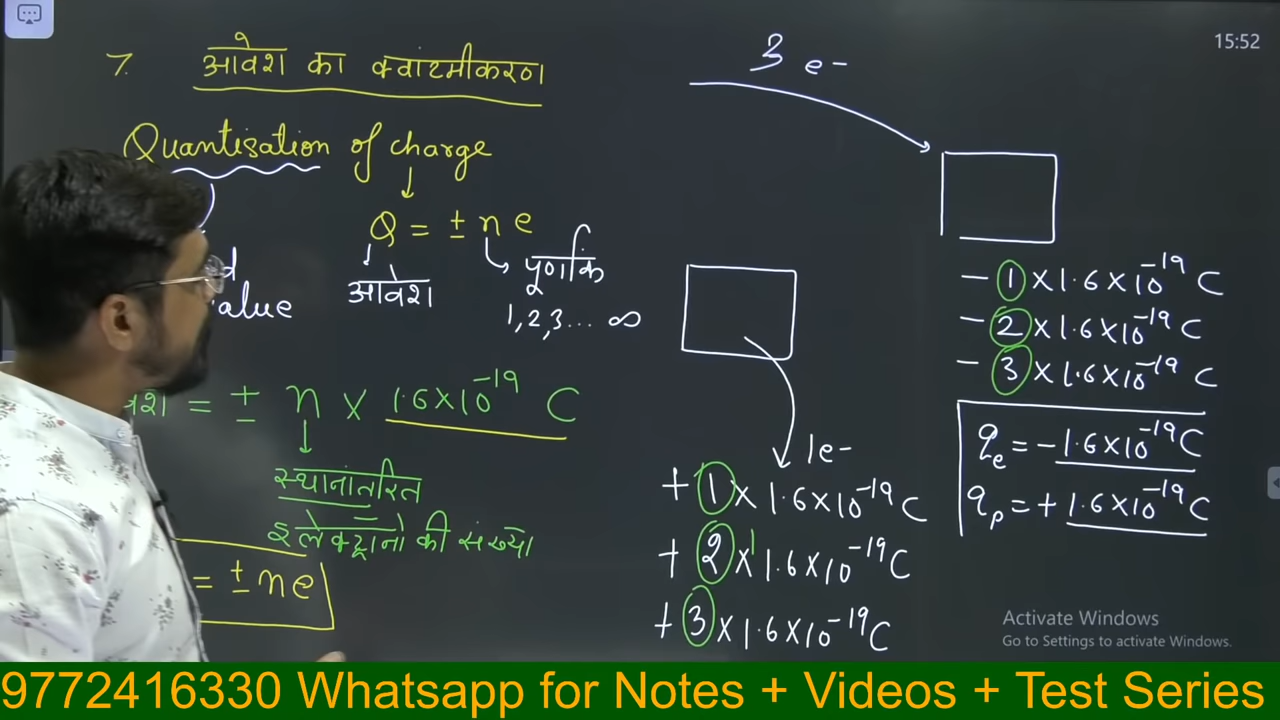 15:52
7. आवेश का क्वांटमीकरण
Quantisation of charge
Q = ± n e
आवेश
पूर्णांक
1,2,3... ∞
value
= ± n × 1.6×10⁻¹⁹ C
स्थानांतरित
इलेक्ट्रानो की संख्या
= ± ne
3 e-
1e-
+ 1 × 1.6×10⁻¹⁹ C
+ 2 × 1.6×10⁻¹⁹ C
+ 3 × 1.6×10⁻¹⁹ C
- 1 × 1.6×10⁻¹⁹ C
- 2 × 1.6×10⁻¹⁹ C
- 3 × 1.6×10⁻¹⁹ C
qₑ = - 1.6×10⁻¹⁹ C
qₚ = + 1.6×10⁻¹⁹ C
Activate Windows
Go to Settings to activate Windows.
9772416330 Whatsapp for Notes + Videos + Test Series